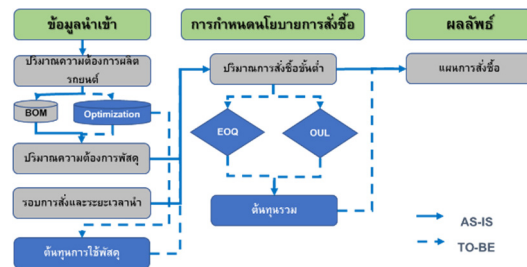 ข้อมูลนำเข้า
การกำหนดนโยบายการสั่งซื้อ
ผลลัพธ์
ปริมาณความต้องการผลิต
รถยนต์
ปริมาณการสั่งซื้อขั้นต่ำ
แผนการสั่งซื้อ
BOM
Optimization
EOQ
OUL
ปริมาณความต้องการพัสดุ
รอบการสั่งและระยะเวลานำ
ต้นทุนรวม
ต้นทุนการใช้พัสดุ
AS-IS
TO-BE